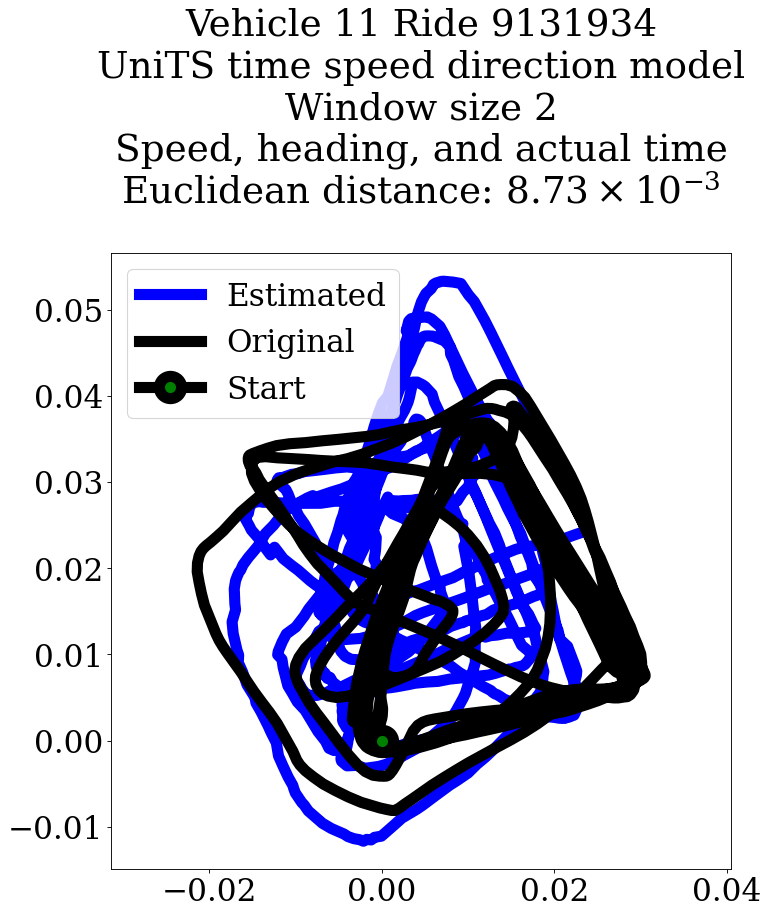 Vehicle 11 Ride 9131934
UniTS time speed direction model
Window size 2
Speed, heading, and actual time
Euclidean distance: 8.73 × 10⁻³
Estimated
Original
Start
0.05
0.04
0.03
0.02
0.01
0.00
−0.01
−0.02
0.00
0.02
0.04